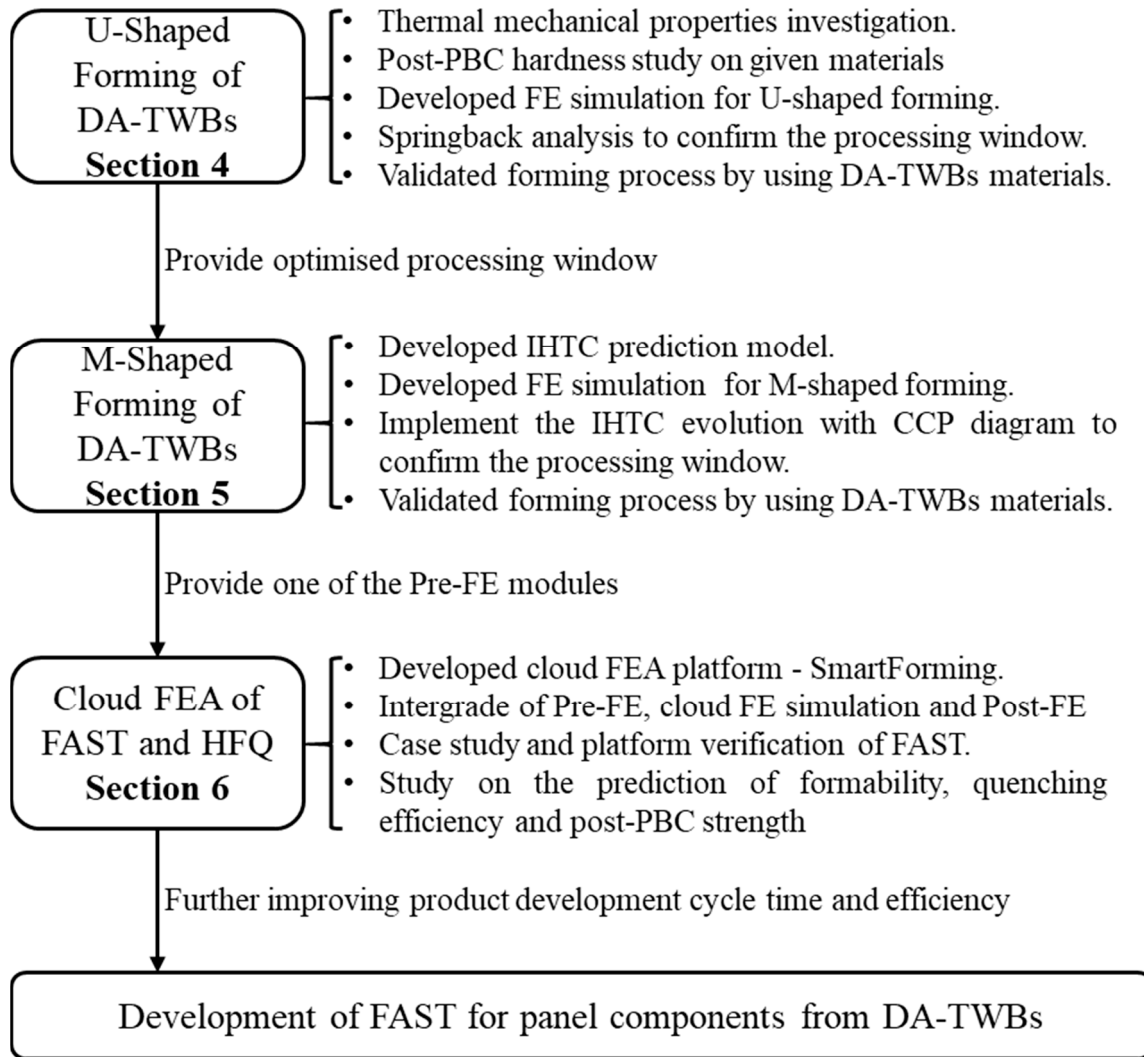 U-Shaped
Forming of
DA-TWBs
Section 4
• Thermal mechanical properties investigation.
• Post-PBC hardness study on given materials
• Developed FE simulation for U-shaped forming.
• Springback analysis to confirm the processing window.
• Validated forming process by using DA-TWBs materials.
Provide optimised processing window
M-Shaped
Forming of
DA-TWBs
Section 5
• Developed IHTC prediction model.
• Developed FE simulation for M-shaped forming.
• Implement the IHTC evolution with CCP diagram to
confirm the processing window.
• Validated forming process by using DA-TWBs materials.
Provide one of the Pre-FE modules
Cloud FEA of
FAST and HFQ
Section 6
• Developed cloud FEA platform - SmartForming.
• Intergrade of Pre-FE, cloud FE simulation and Post-FE
• Case study and platform verification of FAST.
• Study on the prediction of formability, quenching
efficiency and post-PBC strength
Further improving product development cycle time and efficiency
Development of FAST for panel components from DA-TWBs